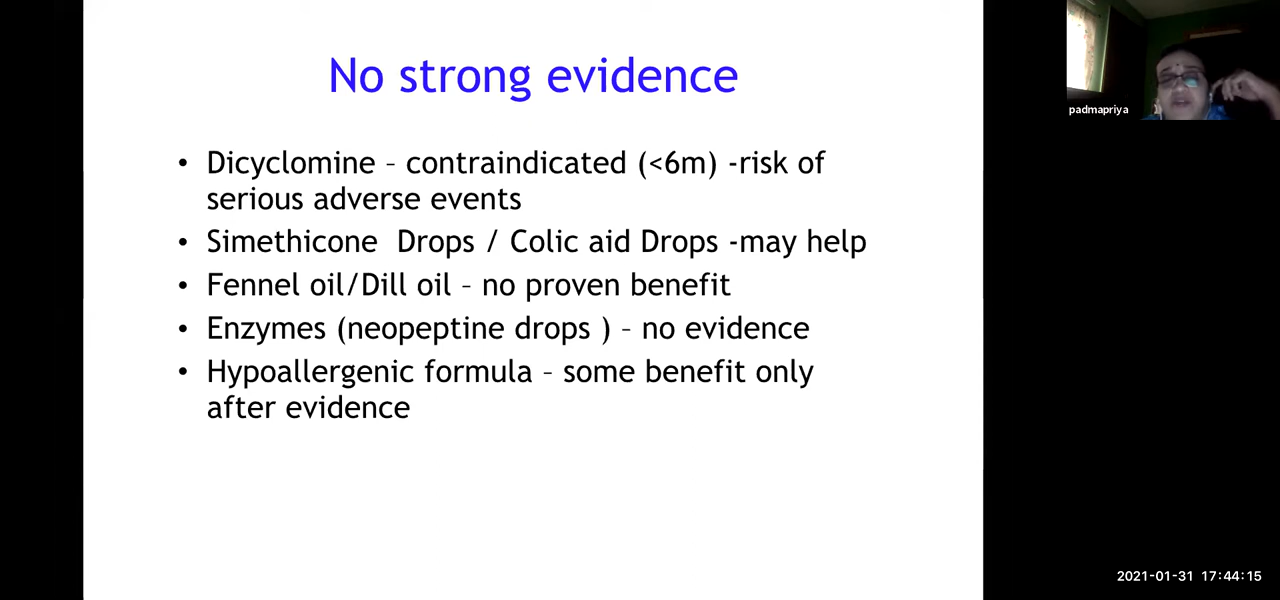 No strong evidence
• Dicyclomine – contraindicated (<6m) -risk of
serious adverse events
• Simethicone  Drops / Colic aid Drops -may help
• Fennel oil/Dill oil – no proven benefit
• Enzymes (neopeptine drops ) – no evidence
• Hypoallergenic formula – some benefit only
after evidence
padmapriya
2021-01-31 17:44:15